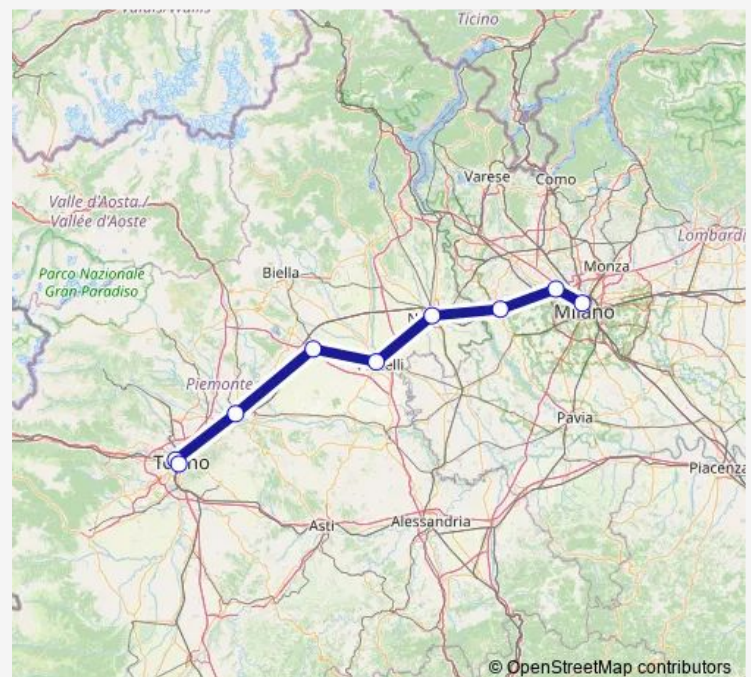 Ticino
Varese
Como
Valle d'Aosta /
Vallée d'Aoste
Lombardi
Parco Nazionale
Gran Paradiso
Biella
Monza
Milano
Piemonte
Pavia
Piacenza
Asti
Alessandria
© OpenStreetMap contributors